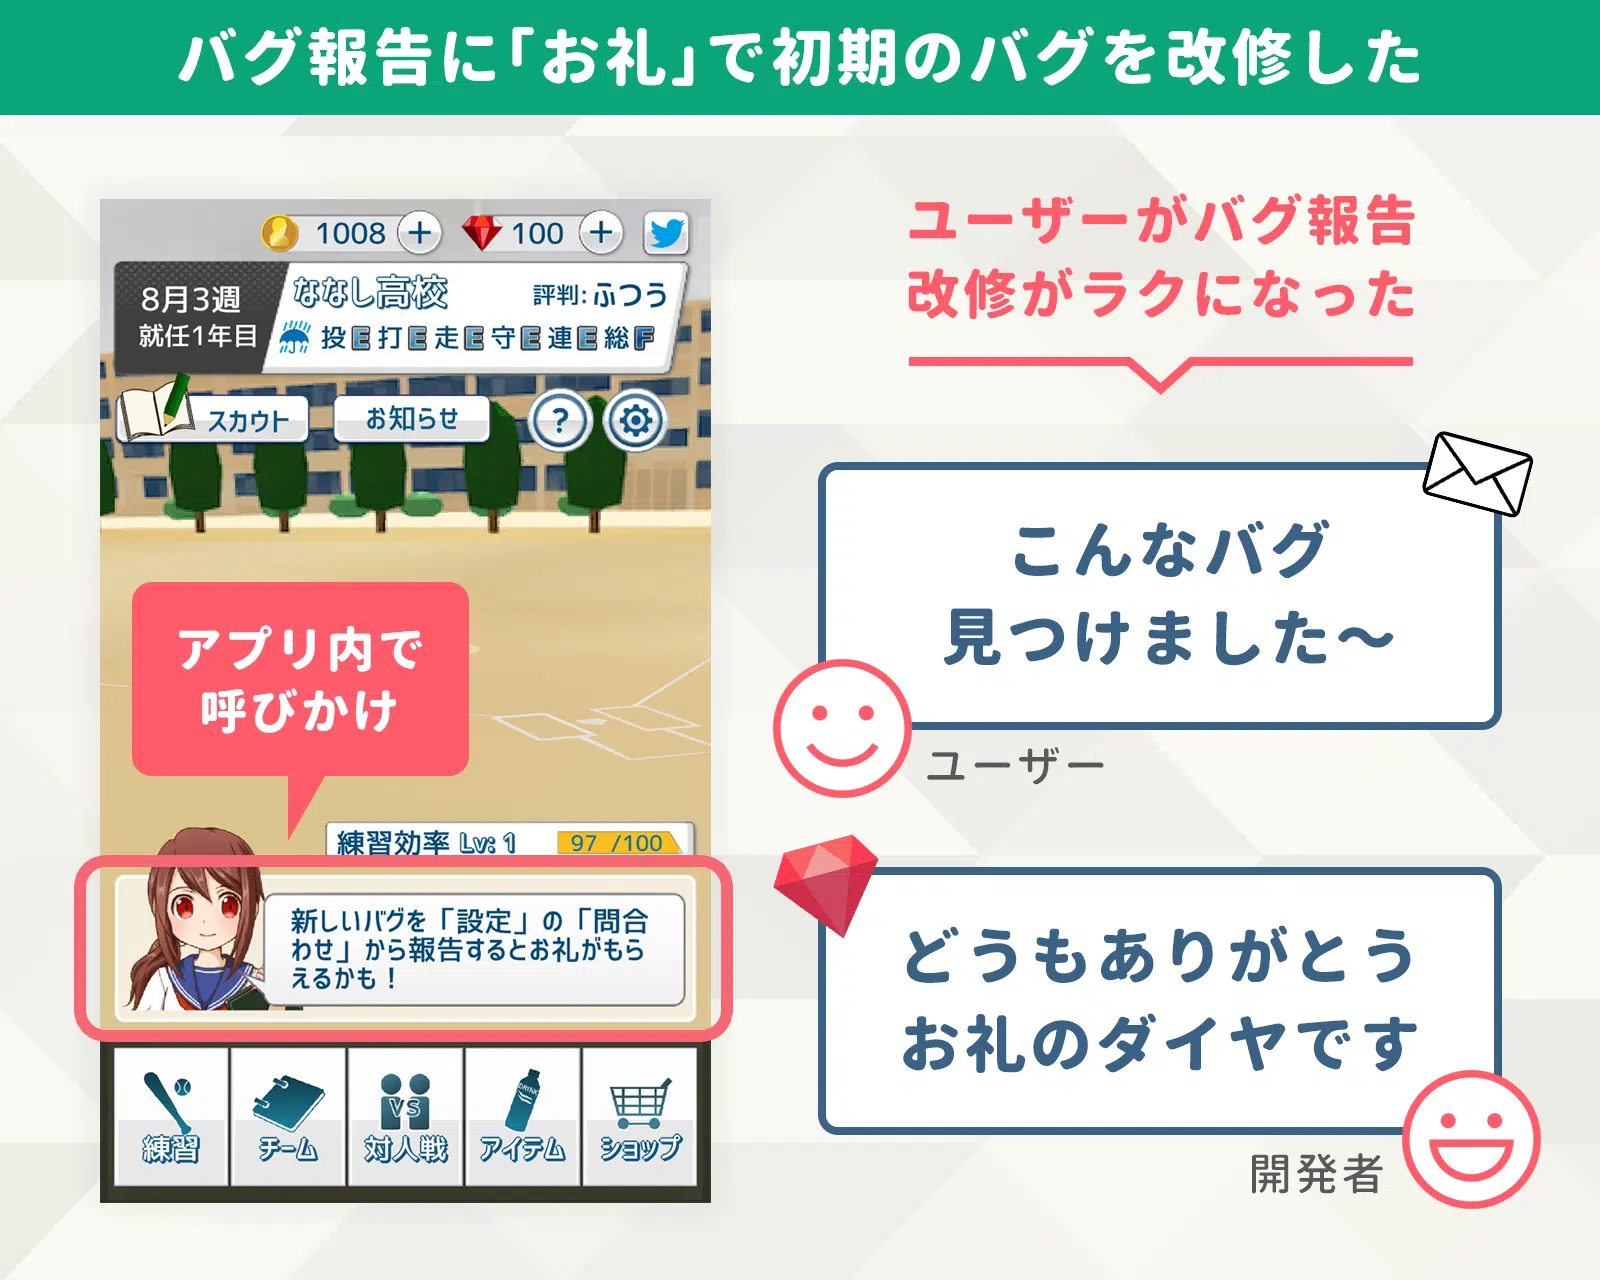 バグ報告に「お礼」で初期のバグを改修した
1008
100
8月3週
就任1年目
ななし高校
評判:ふつう
投E打E走E守E連E総F
スカウト
お知らせ
?
アプリ内で
呼びかけ
練習効率 Lv: 1
97 /100
新しいバグを「設定」の「問合
わせ」から報告するとお礼がもら
えるかも!
練習
チーム
VS
対人戦
DRINK
アイテム
ショップ
ユーザーがバグ報告
改修がラクになった
こんなバグ
見つけました〜
ユーザー
どうもありがとう
お礼のダイヤです
開発者